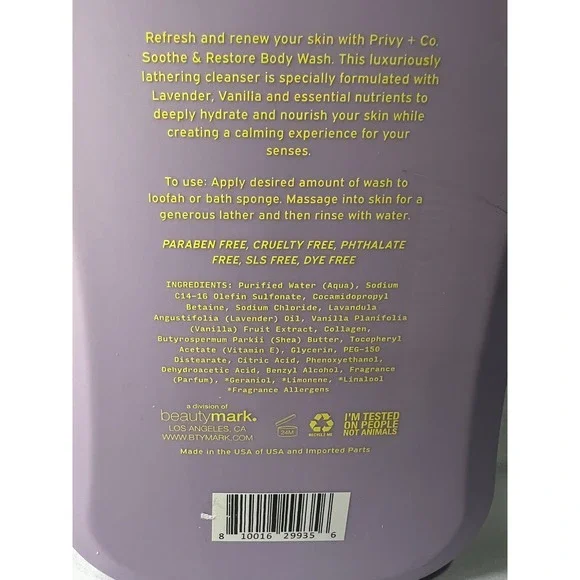 Refresh and renew your skin with Privy + Co.
Soothe & Restore Body Wash. This luxuriously
lathering cleanser is specially formulated with
Lavender, Vanilla and essential nutrients to
deeply hydrate and nourish your skin while
creating a calming experience for your
senses.
To use: Apply desired amount of wash to
loofah or bath sponge. Massage into skin for a
generous lather and then rinse with water.
PARABEN FREE, CRUELTY FREE, PHTHALATE
FREE, SLS FREE, DYE FREE
INGREDIENTS: Purified Water (Aqua), Sodium
C14-16 Olefin Sulfonate, Cocamidopropyl
Betaine, Sodium Chloride, Lavandula
Angustifolia (Lavender) Oil, Vanilla Planifolia
(Vanilla) Fruit Extract, Collagen,
Butyrospermum Parkii (Shea) Butter, Tocopheryl
Acetate (Vitamin E), Glycerin, PEG-150
Distearate, Citric Acid, Phenoxyethanol,
Dehydroacetic Acid, Benzyl Alcohol, Fragrance
(Parfum), *Geraniol, *Limonene, *Linalool
*Fragrance Allergens
a division of
beautymark.
LOS ANGELES, CA
WWW.BTYMARK.COM
24M
RECYCLE ME
I'M TESTED
ON PEOPLE
NOT ANIMALS
Made in the USA of USA and Imported Parts
8 10016 29935 6